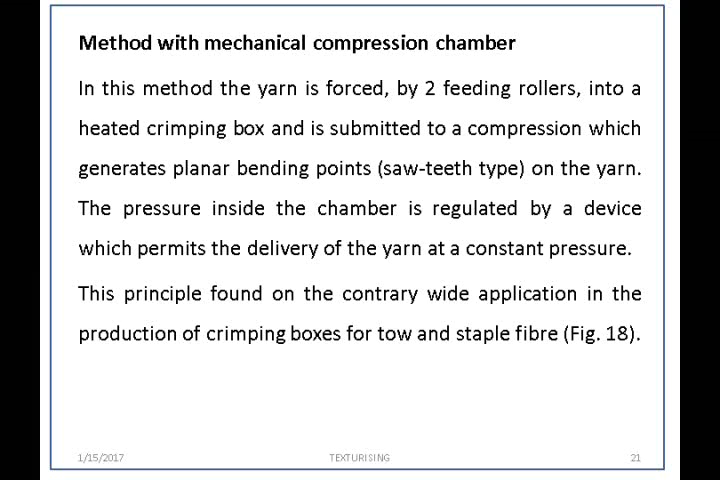 Method with mechanical compression chamber
In this method the yarn is forced, by 2 feeding rollers, into a
heated crimping box and is submitted to a compression which
generates planar bending points (saw-teeth type) on the yarn.
The pressure inside the chamber is regulated by a device
which permits the delivery of the yarn at a constant pressure.
This principle found on the contrary wide application in the
production of crimping boxes for tow and staple fibre (Fig. 18).
1/15/2017 TEXTURISING 21